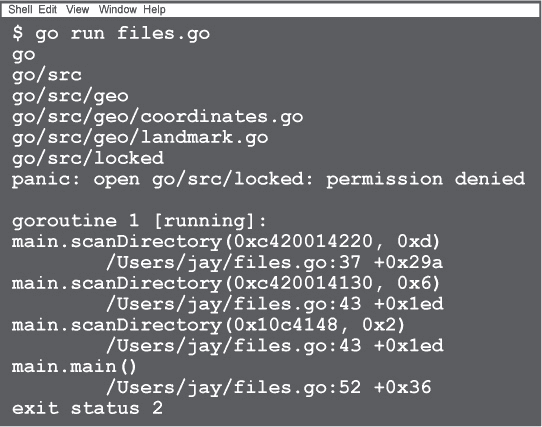 Shell Edit View Window Help
$ go run files.go
go
go/src
go/src/geo
go/src/geo/coordinates.go
go/src/geo/landmark.go
go/src/locked
panic: open go/src/locked: permission denied

goroutine 1 [running]:
main.scanDirectory(0xc420014220, 0xd)
        /Users/jay/files.go:37 +0x29a
main.scanDirectory(0xc420014130, 0x6)
        /Users/jay/files.go:43 +0x1ed
main.scanDirectory(0x10c4148, 0x2)
        /Users/jay/files.go:43 +0x1ed
main.main()
        /Users/jay/files.go:52 +0x36
exit status 2